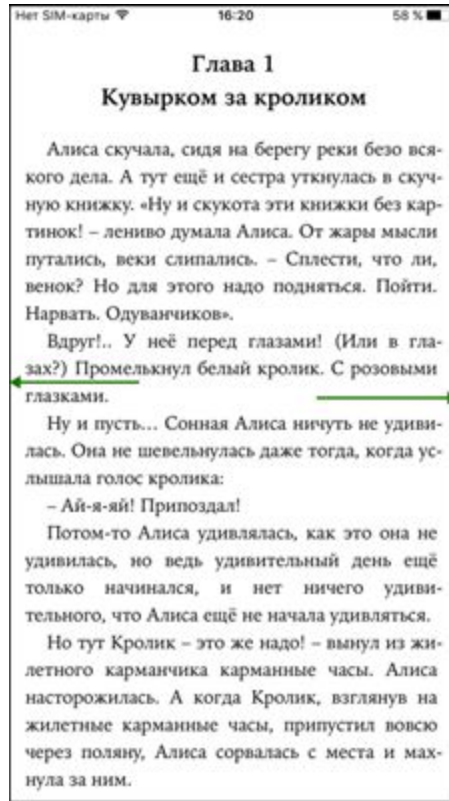 Нет SIM-карты 16:20 58 %
Глава 1
Кувырком за кроликом
Алиса скучала, сидя на берегу реки безо вся-
кого дела. А тут ещё и сестра уткнулась в скуч-
ную книжку. «Ну и скукота эти книжки без кар-
тинок! – лениво думала Алиса. От жары мысли
путались, веки слипались. – Сплести, что ли,
венок? Но для этого надо подняться. Пойти.
Нарвать. Одуванчиков».
Вдруг!.. У неё перед глазами! (Или в гла-
зах?) Промелькнул белый кролик. С розовыми
глазками.
Ну и пусть… Сонная Алиса ничуть не удиви-
лась. Она не шевельнулась даже тогда, когда ус-
лышала голос кролика:
– Ай-я-яй! Припоздал!
Потом-то Алиса удивлялась, как это она не
удивилась, но ведь удивительный день ещё
только начинался, и нет ничего удиви-
тельного, что Алиса ещё не начала удивляться.
Но тут Кролик – это же надо! – вынул из жи-
летного карманчика карманные часы. Алиса
насторожилась. А когда Кролик, взглянув на
жилетные карманные часы, припустил вовсю
через поляну, Алиса сорвалась с места и мах-
нула за ним.